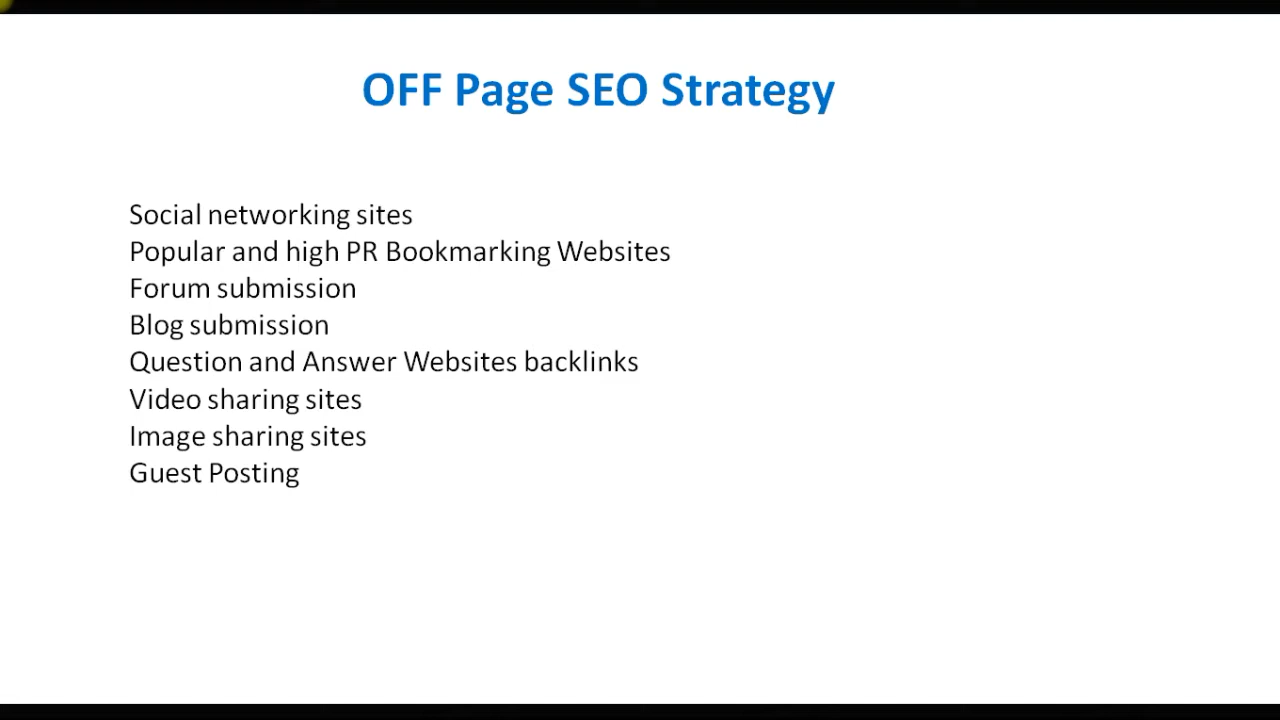 OFF Page SEO Strategy
Social networking sites
Popular and high PR Bookmarking Websites
Forum submission
Blog submission
Question and Answer Websites backlinks
Video sharing sites
Image sharing sites
Guest Posting